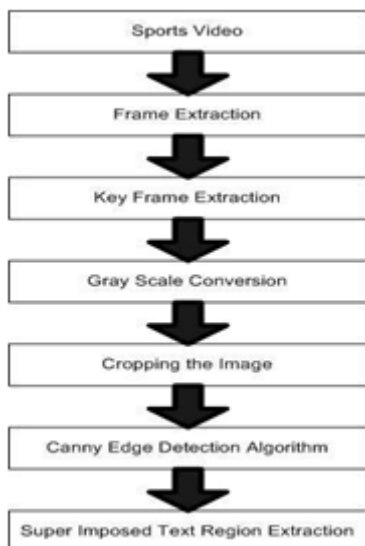 Sports Video
Frame Extraction
Key Frame Extraction
Gray Scale Conversion
Cropping the Image
Canny Edge Detection Algorithm
Super Imposed Text Region Extraction